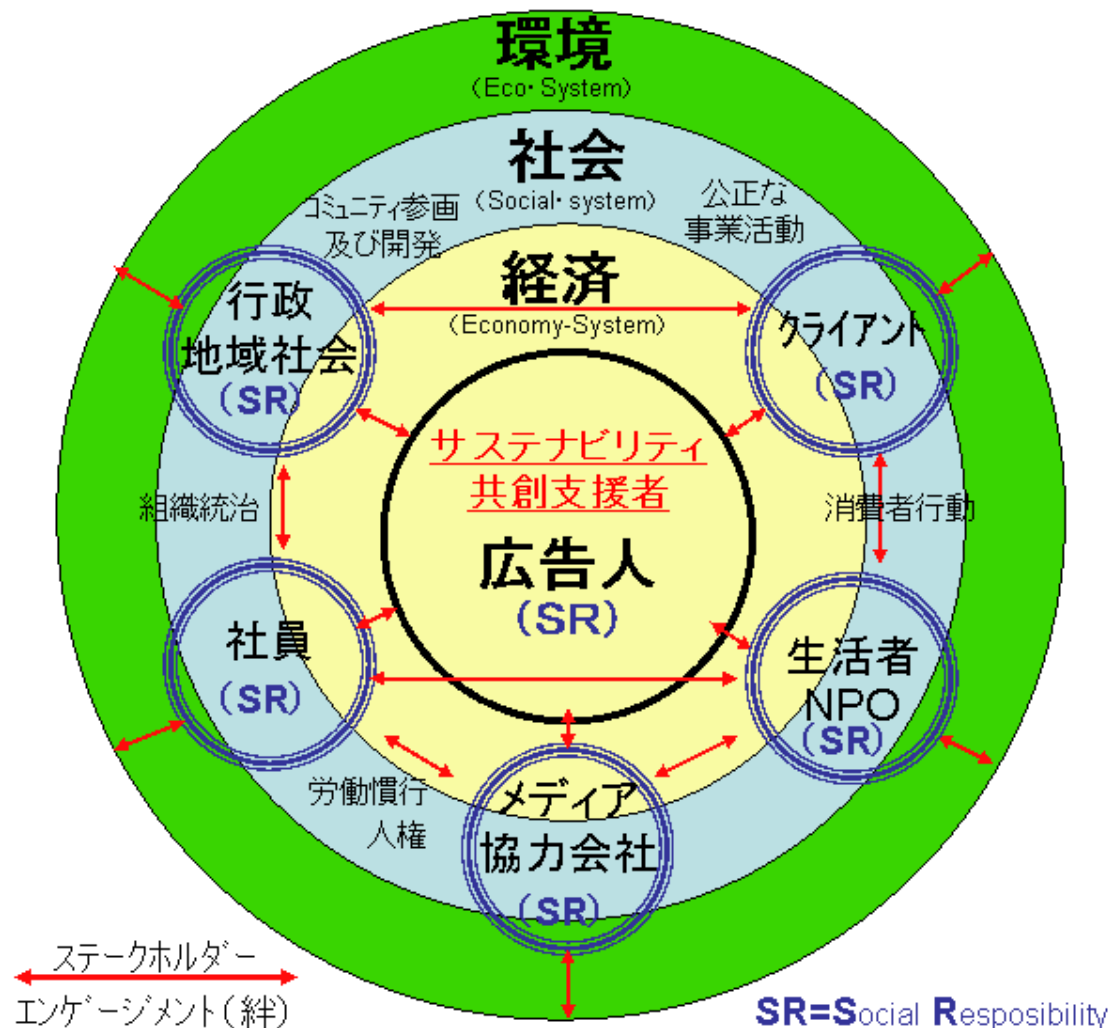 環境
(Eco・System)
社会
(Social・system)
コミュニティ参画
及び開発
公正な
事業活動
経済
(Economy-System)
行政
地域社会
(SR)
クライアント
(SR)
サステナビリティ
共創支援者
広告人
(SR)
組織統治
消費者行動
社員
(SR)
生活者
NPO
(SR)
労働慣行
人権
メディア
協力会社
(SR)
ステークホルダー
エンゲージメント(絆)
SR=Social Resposibility